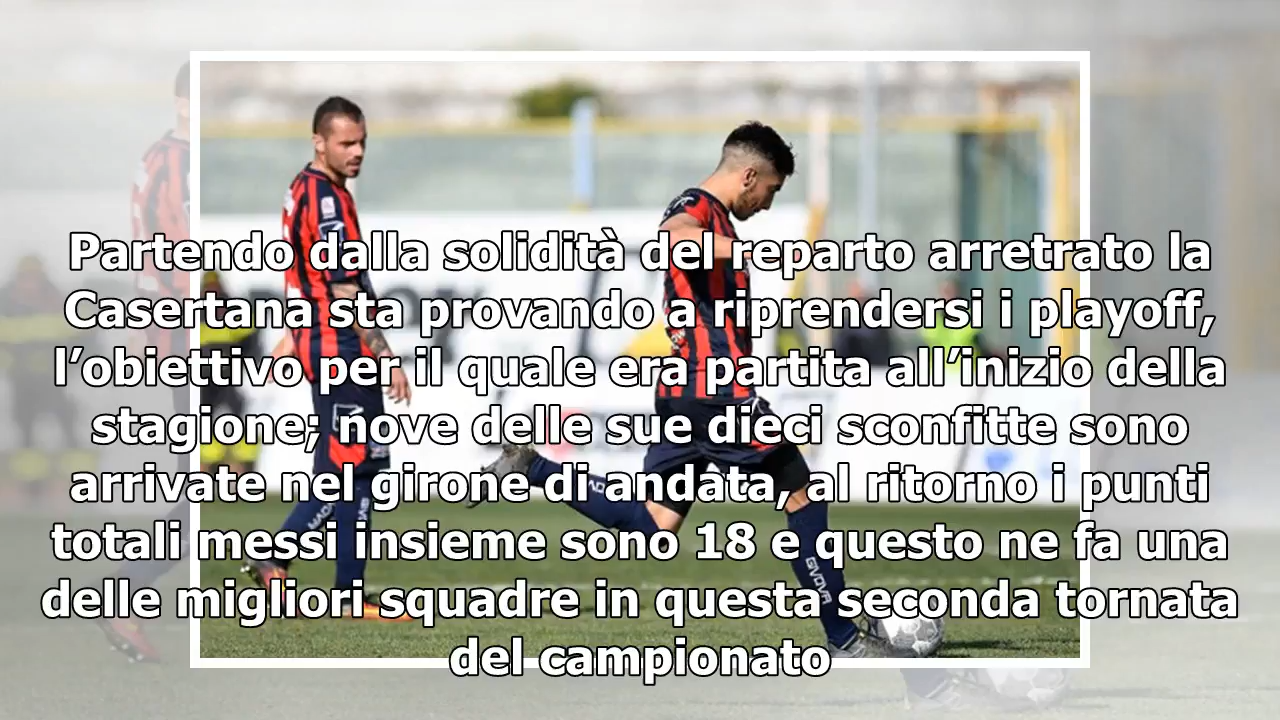 Partendo dalla solidità del reparto arretrato la
Casertana sta provando a riprendersi i playoff,
l’obiettivo per il quale era partita all’inizio della
stagione; nove delle sue dieci sconfitte sono
arrivate nel girone di andata, al ritorno i punti
totali messi insieme sono 18 e questo ne fa una
delle migliori squadre in questa seconda tornata
del campionato
GIVOVA